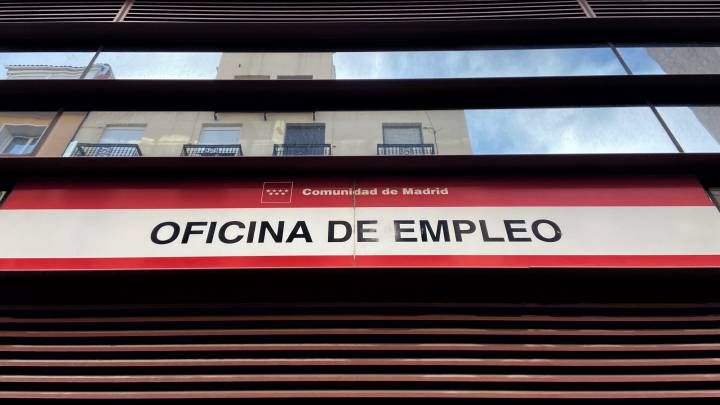 Comunidad de Madrid
OFICINA DE EMPLEO